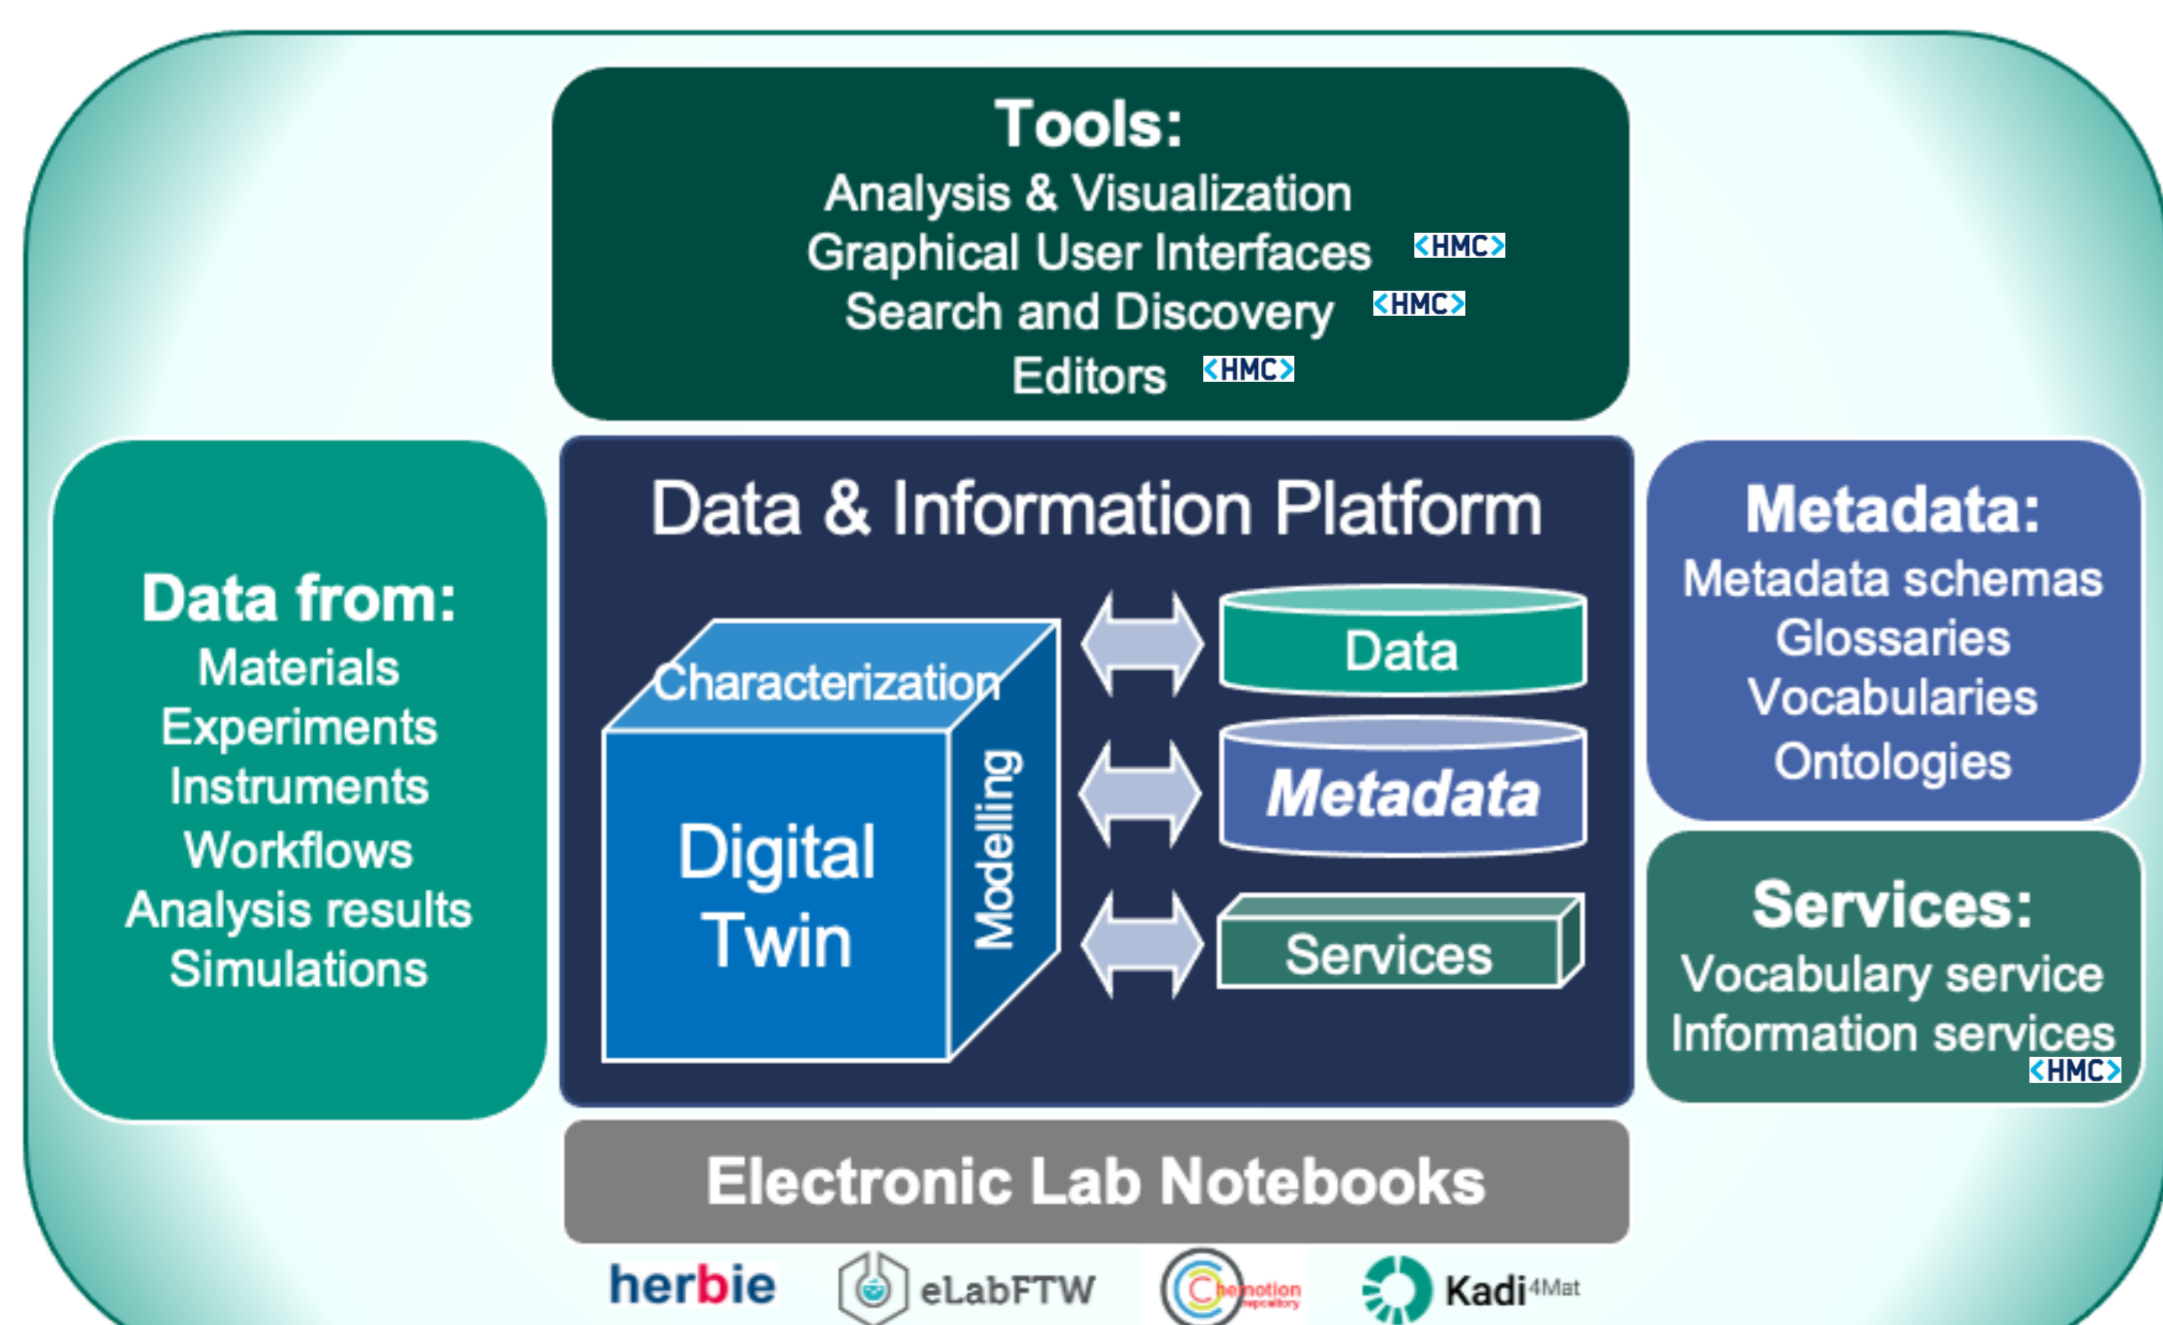 Tools:
Analysis & Visualization
Graphical User Interfaces <HMC>
Search and Discovery <HMC>
Editors <HMC>
Data from:
Materials
Experiments
Instruments
Workflows
Analysis results
Simulations
Data & Information Platform
Characterization
Digital
Twin
Modelling
Data
Metadata
Services
Metadata:
Metadata schemas
Glossaries
Vocabularies
Ontologies
Services:
Vocabulary service
Information services
<HMC>
Electronic Lab Notebooks
herbie
eLabFTW
Chemotion
repository
Kadi4Mat